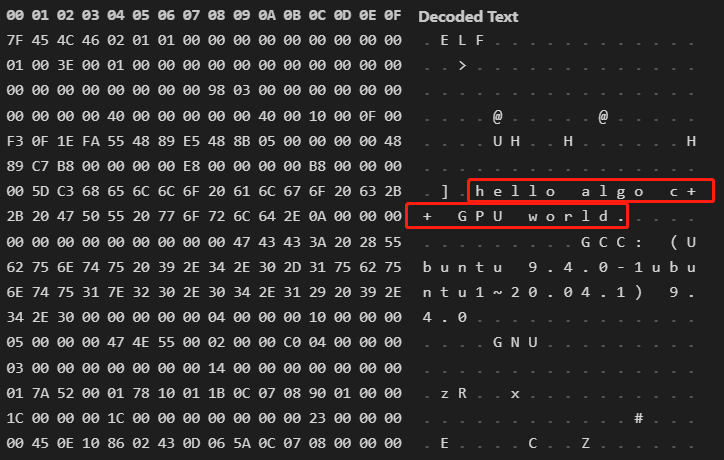 00 01 02 03 04 05 06 07 08 09 0A 0B 0C 0D 0E 0F Decoded Text
7F 45 4C 46 02 01 01 00 00 00 00 00 00 00 00 00 . E L F . . . . . . . . . . . .
01 00 3E 00 01 00 00 00 00 00 00 00 00 00 00 00 . . > . . . . . . . . . . . . .
00 00 00 00 00 00 00 00 98 03 00 00 00 00 00 00 . . . . . . . . . . . . . . . .
00 00 00 00 40 00 00 00 00 00 40 00 10 00 0F 00 . . . . @ . . . . . @ . . . . .
F3 0F 1E FA 55 48 89 E5 48 8B 05 00 00 00 00 48 . . . . U H . . H . . . . . . H
89 C7 B8 00 00 00 00 E8 00 00 00 00 B8 00 00 00 . . . . . . . . . . . . . . . .
00 5D C3 68 65 6C 6C 6F 20 61 6C 67 6F 20 63 2B . ] . h e l l o   a l g o   c +
2B 20 47 50 55 20 77 6F 72 6C 64 2E 0A 00 00 00 +   G P U   w o r l d . . . . .
00 00 00 00 00 00 00 00 00 47 43 43 3A 20 28 55 . . . . . . . . . G C C :   ( U
62 75 6E 74 75 20 39 2E 34 2E 30 2D 31 75 62 75 b u n t u   9 . 4 . 0 - 1 u b u
6E 74 75 31 7E 32 30 2E 30 34 2E 31 29 20 39 2E n t u 1 ~ 2 0 . 0 4 . 1 )   9 .
34 2E 30 00 00 00 00 00 04 00 00 00 10 00 00 00 4 . 0 . . . . . . . . . . . . .
05 00 00 00 47 4E 55 00 02 00 00 C0 04 00 00 00 . . . . G N U . . . . . . . . .
03 00 00 00 00 00 00 00 14 00 00 00 00 00 00 00 . . . . . . . . . . . . . . . .
01 7A 52 00 01 78 10 01 1B 0C 07 08 90 01 00 00 . z R . . x . . . . . . . . . .
1C 00 00 00 1C 00 00 00 00 00 00 00 23 00 00 00 . . . . . . . . . . . . # . . .
00 45 0E 10 86 02 43 0D 06 5A 0C 07 08 00 00 00 . E . . . . C . . Z . . . . . .